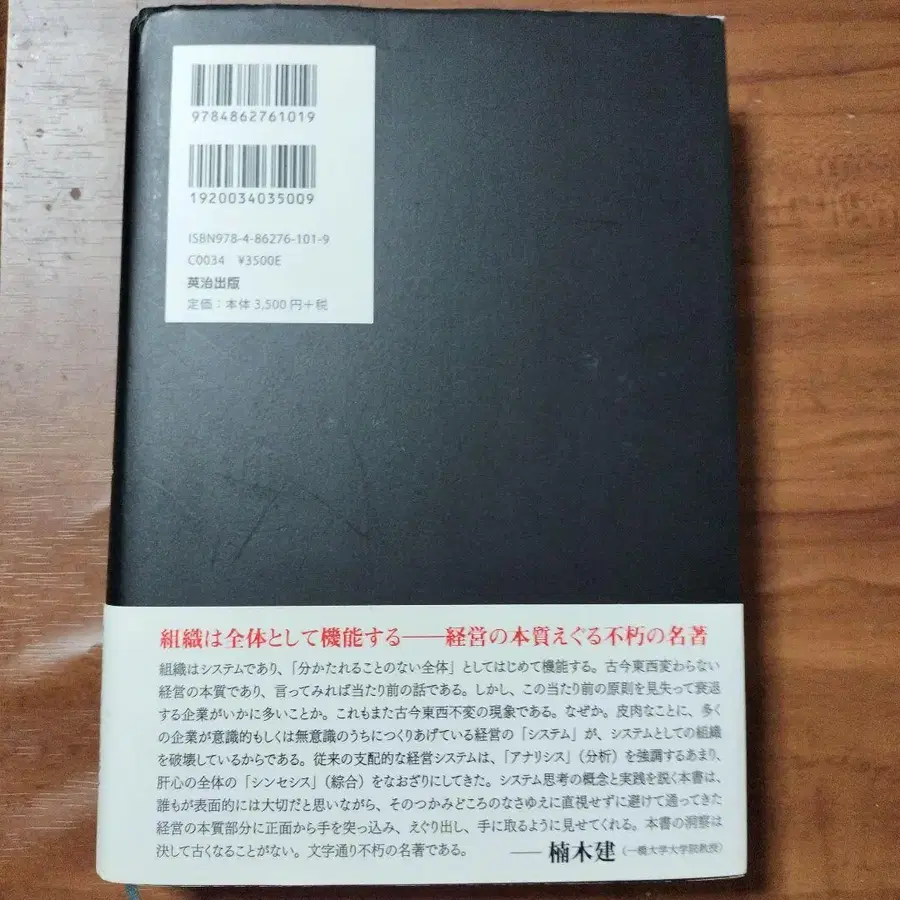 9784862761019
1920034035009
ISBN978-4-86276-101-9
C0034 ¥3500E
英治出版
定価：本体 3,500 円＋税
組織は全体として機能する——経営の本質えぐる不朽の名著
組織はシステムであり、「分かたれることのない全体」としてはじめて機能する。古今東西変わらない
経営の本質であり、言ってみれば当たり前の話である。しかし、この当たり前の原則を見失って衰退
する企業がいかに多いことか。これもまた古今東西不変の現象である。なぜか。皮肉なことに、多く
の企業が意識的もしくは無意識のうちにつくりあげている経営の「システム」が、システムとしての組織
を破壊しているからである。従来の支配的な経営システムは、「アナリシス」（分析）を強調するあまり、
肝心の全体の「シンセシス」（綜合）をなおざりにしてきた。システム思考の概念と実践を説く本書は、
誰もが表面的には大切だと思いながら、そのつかみどころのなさゆえに直視せずに避けて通ってきた
経営の本質部分に正面から手を突っ込み、えぐり出し、手に取るように見せてくれる。本書の洞察は
決して古くなることがない。文字通り不朽の名著である。 —— 楠木建（一橋大学大学院教授）